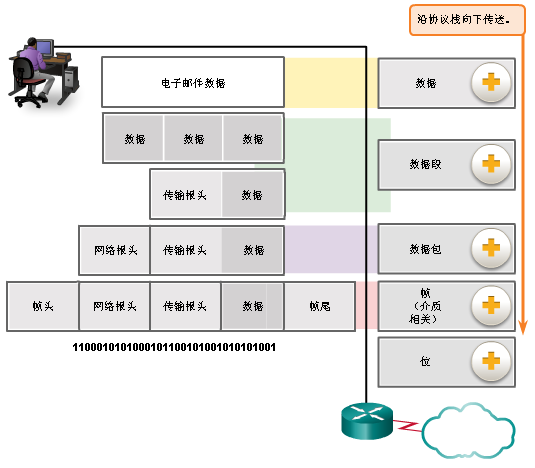 沿协议栈向下传送。
电子邮件数据
数据
数据 数据 数据
数据段
传输报头 数据
网络报头 传输报头 数据
数据包
帧头 网络报头 传输报头 数据 帧尾
帧
（介质
相关）
1100010101000101100101001010101001
位